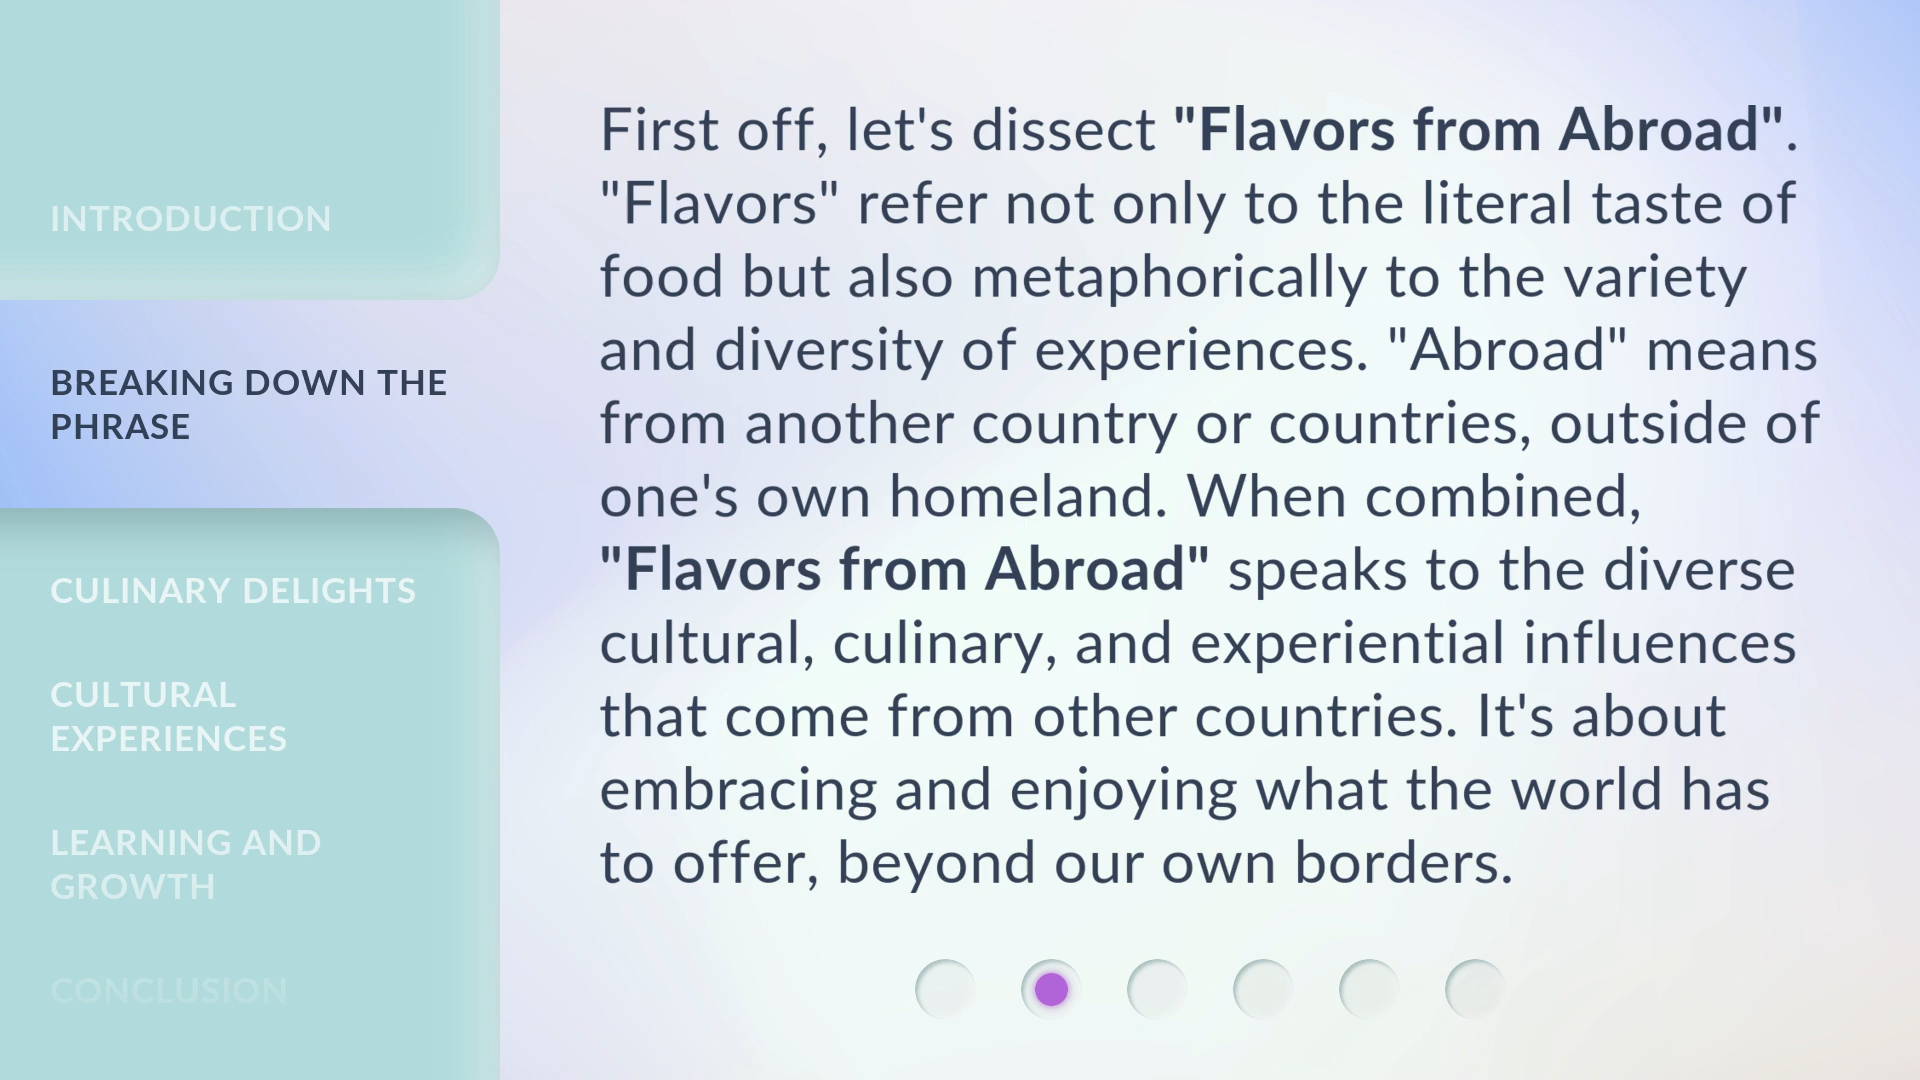 INTRODUCTION
BREAKING DOWN THE
PHRASE
CULINARY DELIGHTS
CULTURAL
EXPERIENCES
LEARNING AND
GROWTH
CONCLUSION
First off, let's dissect "Flavors from Abroad".
"Flavors" refer not only to the literal taste of
food but also metaphorically to the variety
and diversity of experiences. "Abroad" means
from another country or countries, outside of
one's own homeland. When combined,
"Flavors from Abroad" speaks to the diverse
cultural, culinary, and experiential influences
that come from other countries. It's about
embracing and enjoying what the world has
to offer, beyond our own borders.